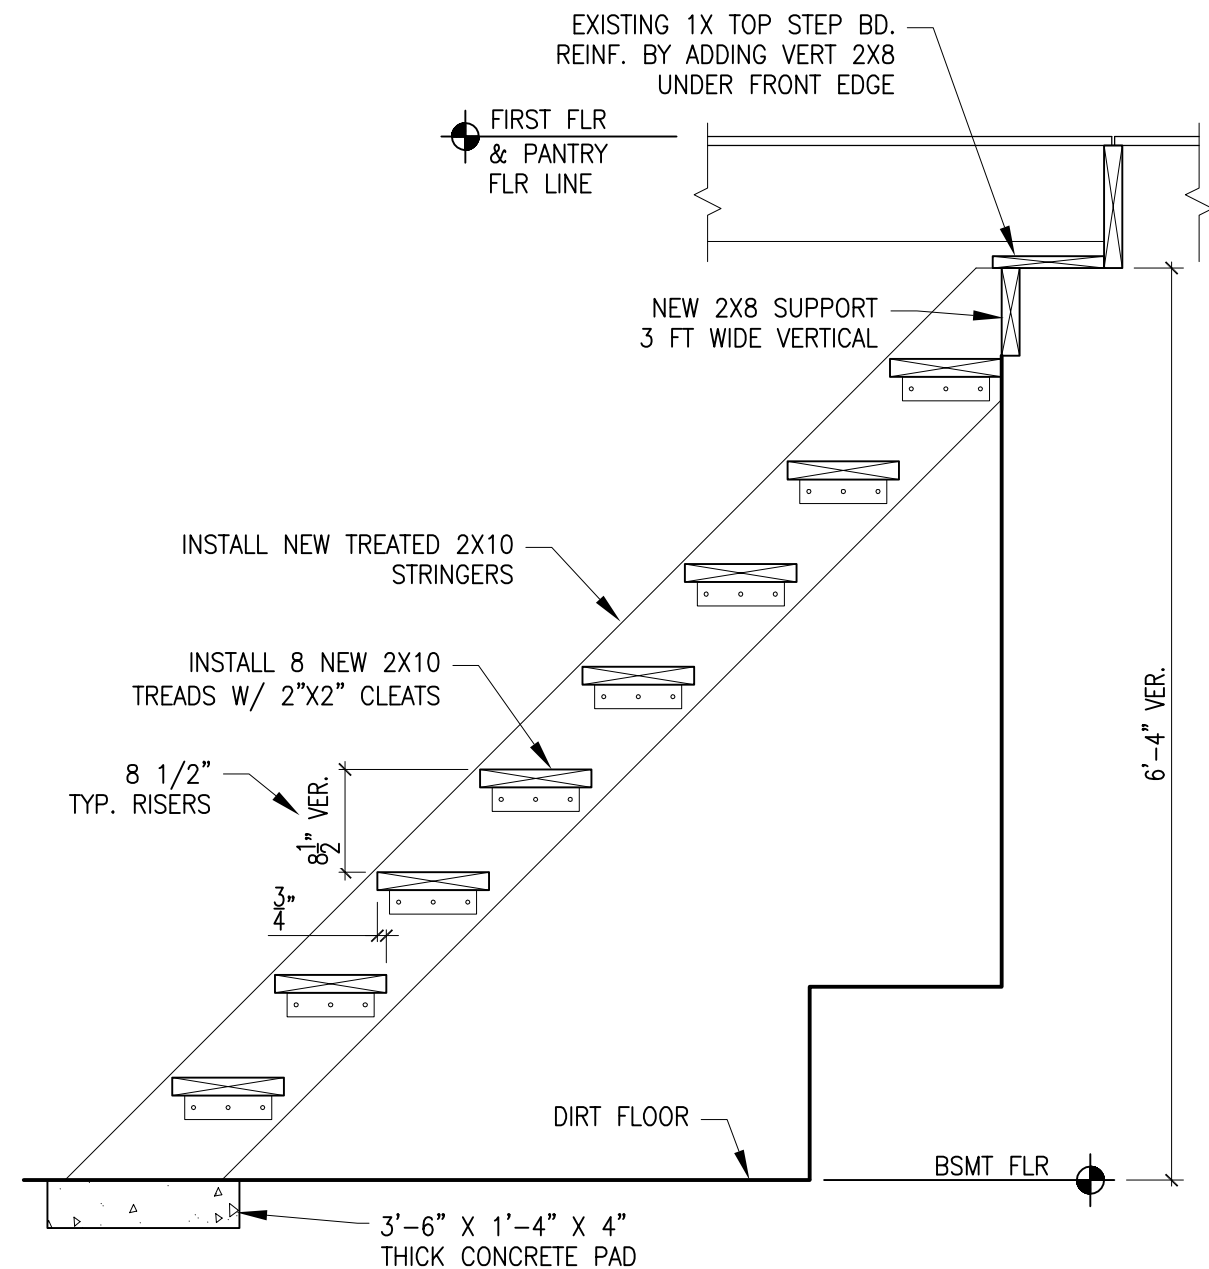 EXISTING 1X TOP STEP BD.
REINF. BY ADDING VERT 2X8
UNDER FRONT EDGE
FIRST FLR
& PANTRY
FLR LINE
NEW 2X8 SUPPORT
3 FT WIDE VERTICAL
INSTALL NEW TREATED 2X10
STRINGERS
INSTALL 8 NEW 2X10
TREADS W/ 2"X2" CLEATS
6'-4" VER.
8 1/2"
TYP. RISERS
8 1/2" VER.
3/4"
DIRT FLOOR
BSMT FLR
3'-6" X 1'-4" X 4"
THICK CONCRETE PAD